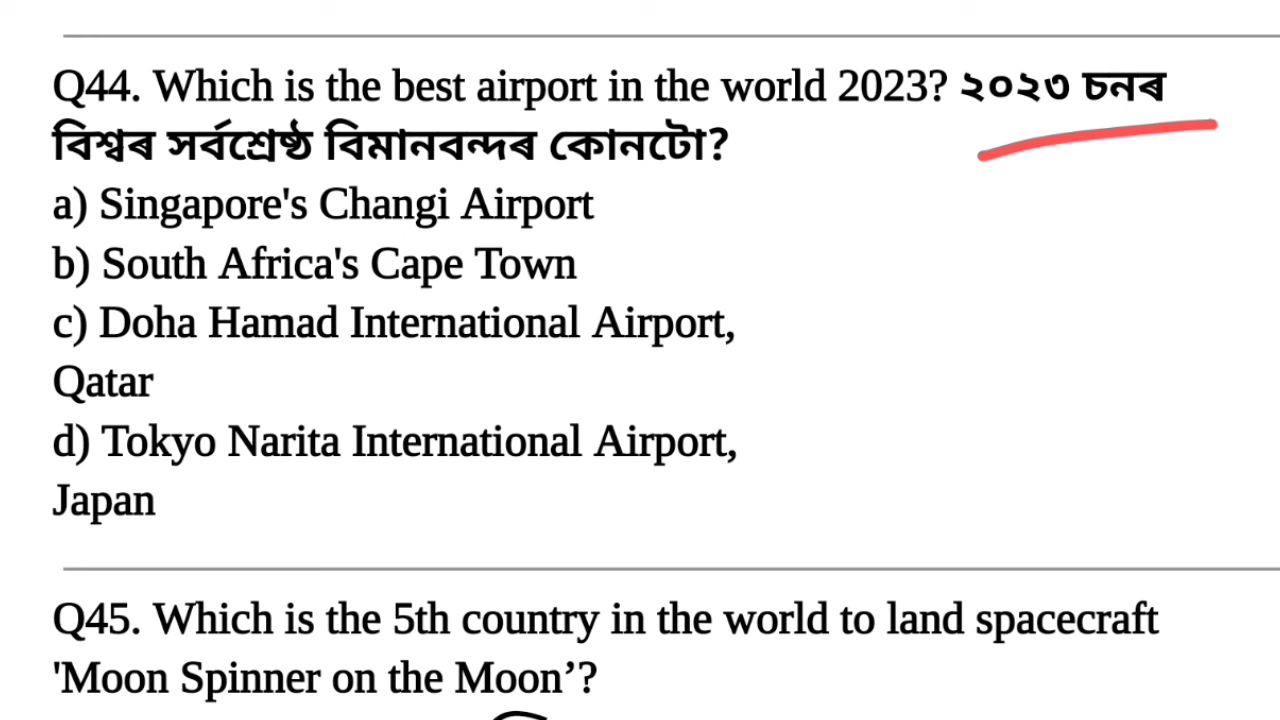 Q44. Which is the best airport in the world 2023? ২০২৩ চনৰ
বিশ্বৰ সৰ্বশ্ৰেষ্ঠ বিমানবন্দৰ কোনটো?
a) Singapore's Changi Airport
b) South Africa's Cape Town
c) Doha Hamad International Airport,
Qatar
d) Tokyo Narita International Airport,
Japan
Q45. Which is the 5th country in the world to land spacecraft
'Moon Spinner on the Moon’?